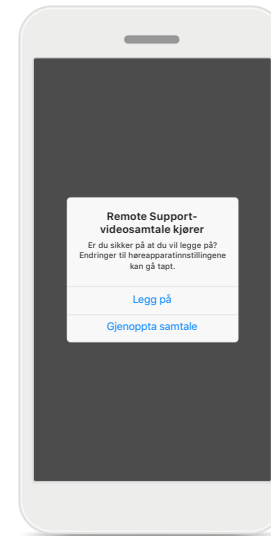 Remote Support-
videosamtale kjører
Er du sikker på at du vil legge på?
Endringer til høreapparatinnstillingene
kan gå tapt.
Legg på
Gjenoppta samtale